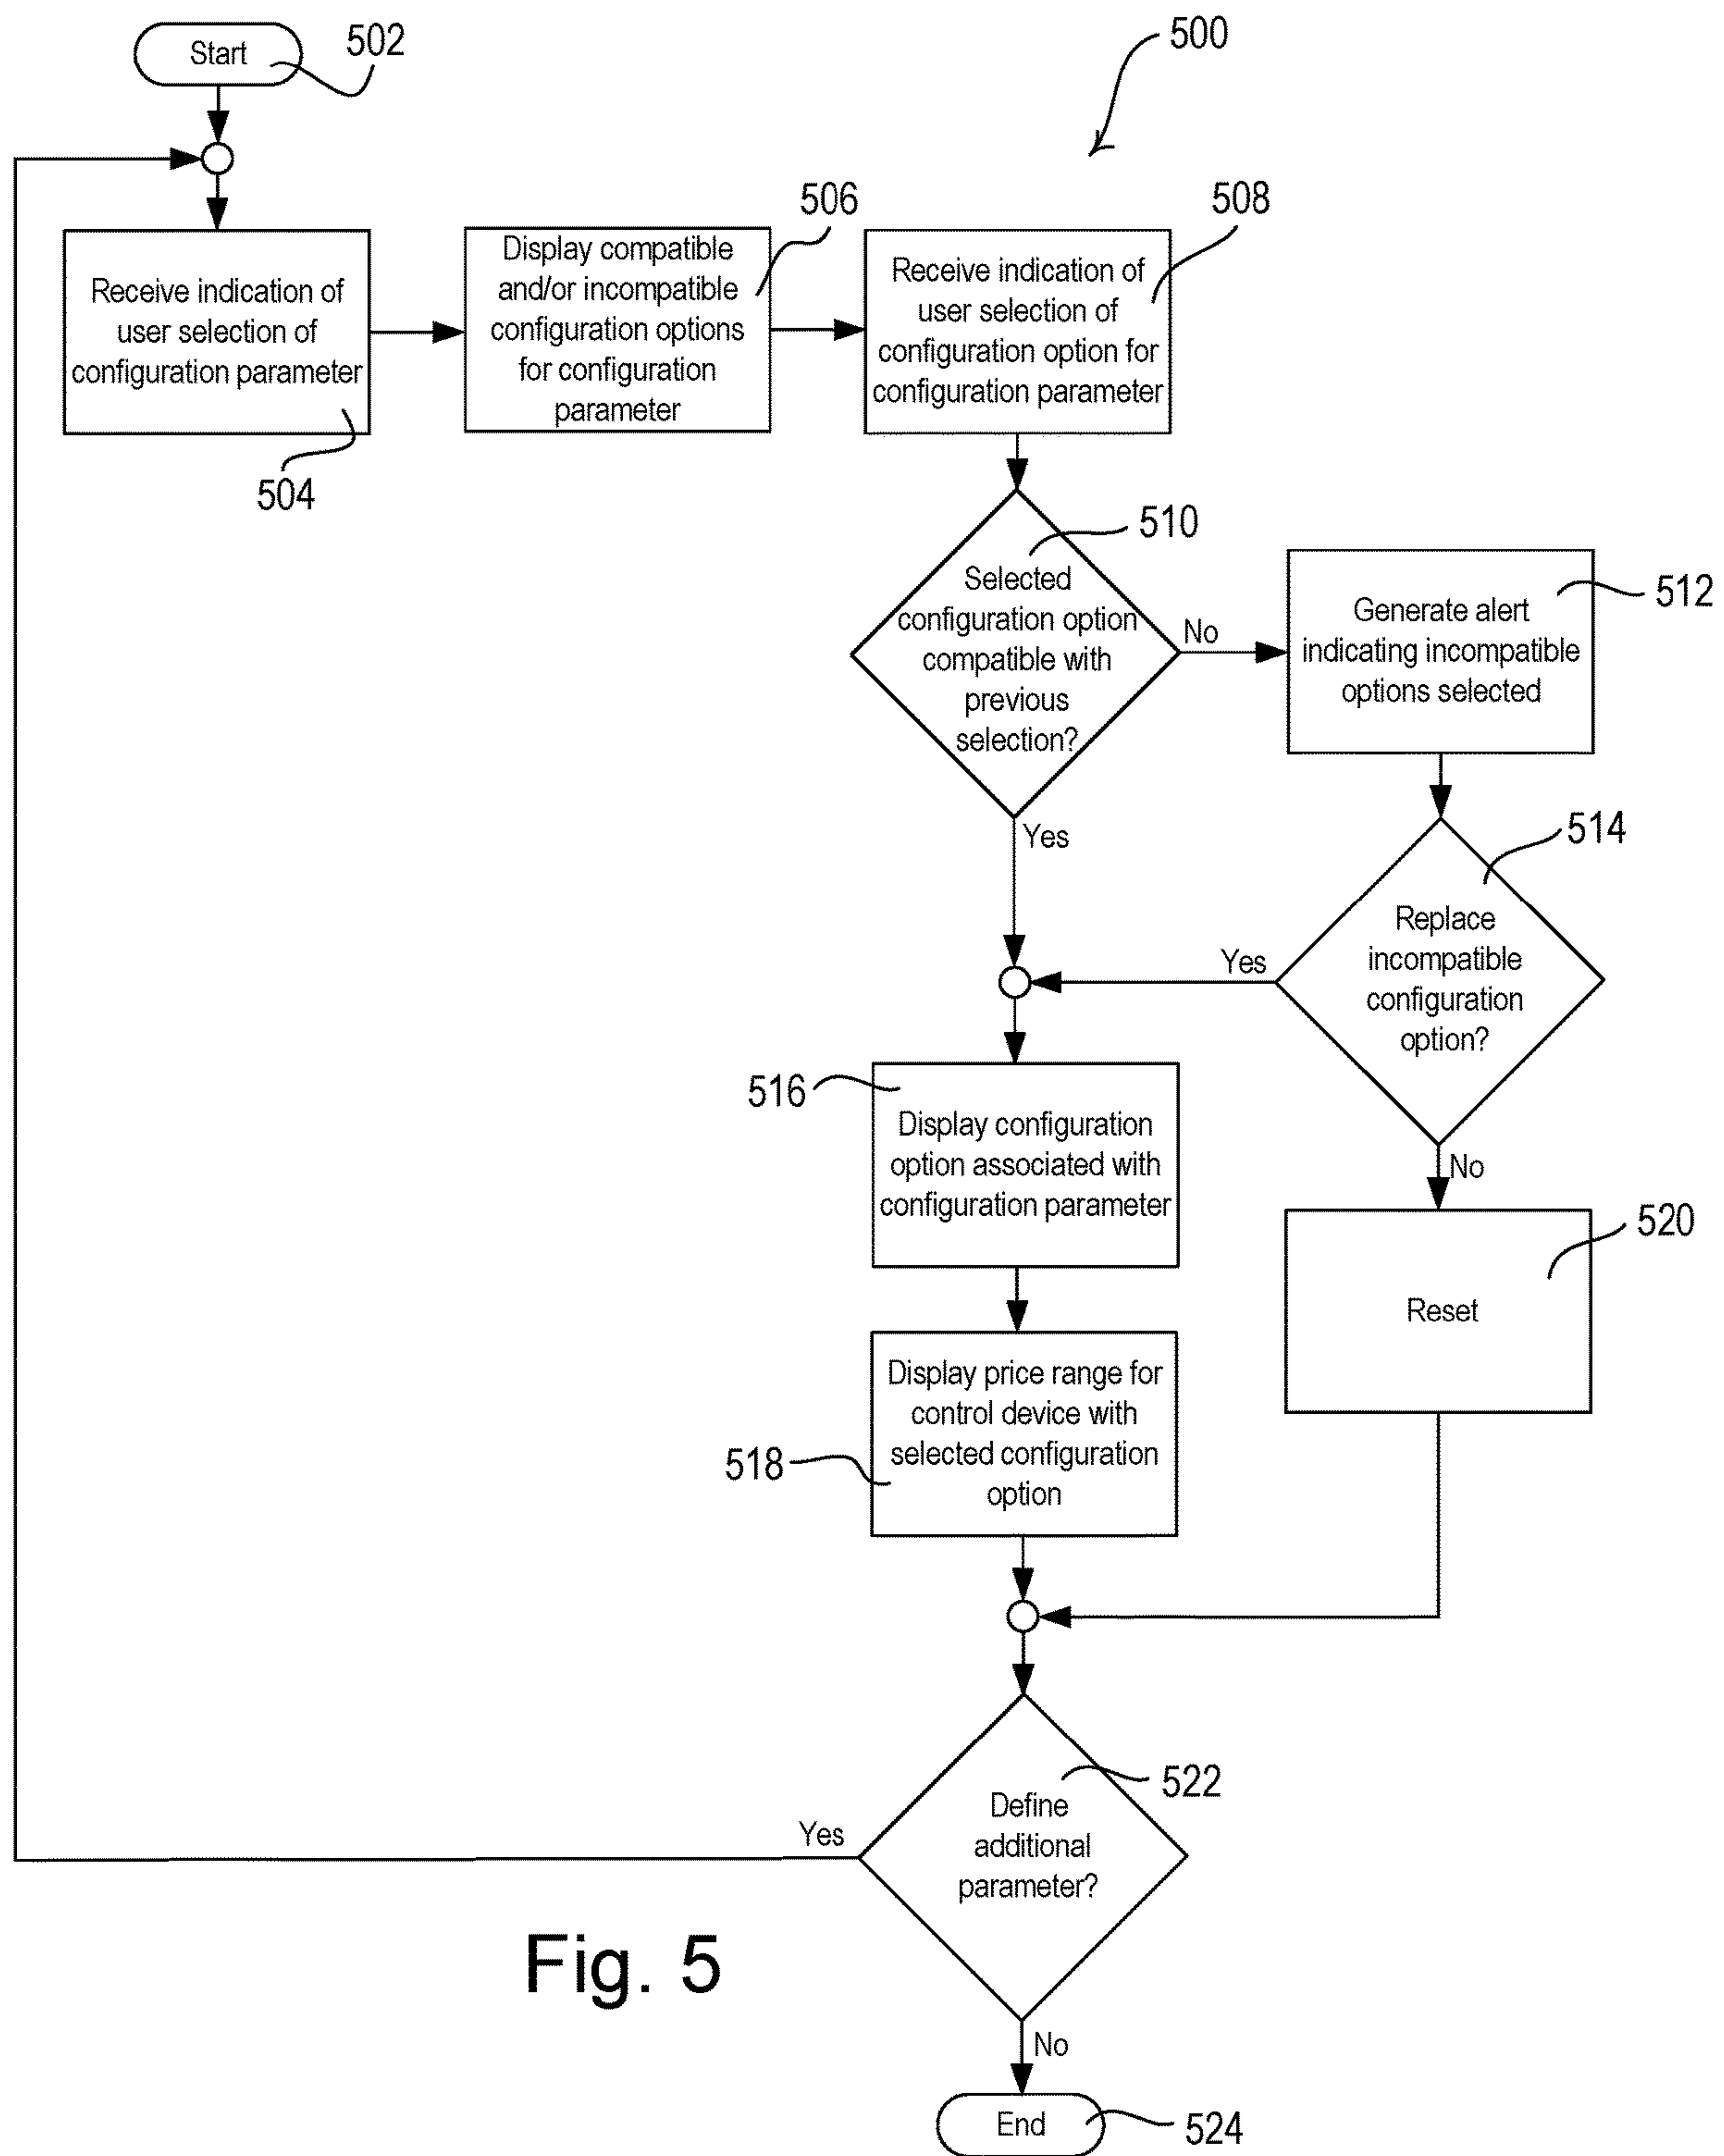 Start
502
500
Receive indication of
user selection of
configuration parameter
504
Display compatible
and/or incompatible
configuration options
for configuration
parameter
506
Receive indication of
user selection of
configuration option for
configuration parameter
508
Selected
configuration option
compatible with
previous
selection?
510
No
Yes
Generate alert
indicating incompatible
options selected
512
Replace
incompatible
configuration
option?
514
Yes
No
516
Display configuration
option associated with
configuration parameter
Reset
520
518
Display price range for
control device with
selected configuration
option
Define
additional
parameter?
522
Yes
No
Fig. 5
End
524